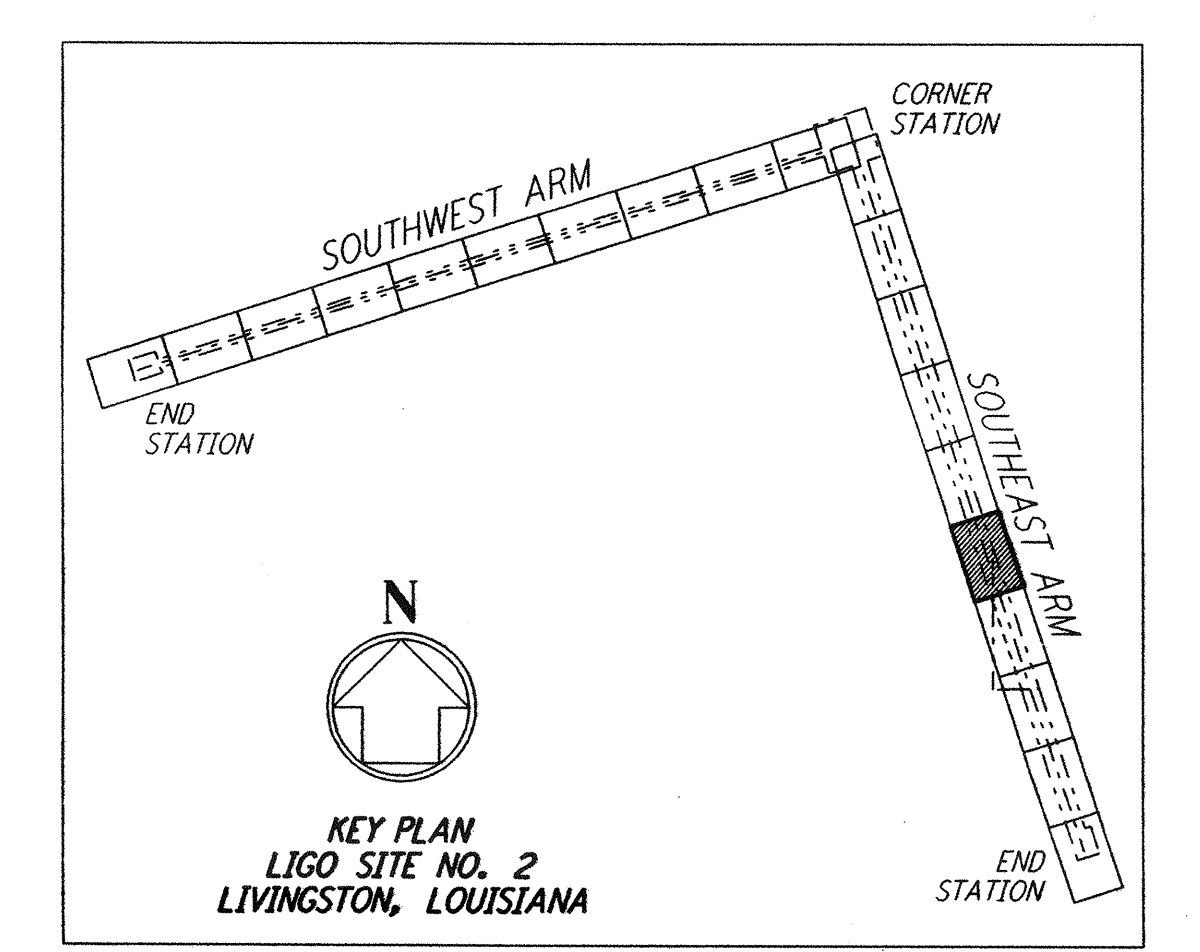 CORNER
STATION
SOUTHWEST ARM
SOUTHEAST ARM
END
STATION
N
KEY PLAN
LIGO SITE NO. 2
LIVINGSTON, LOUISIANA
END
STATION